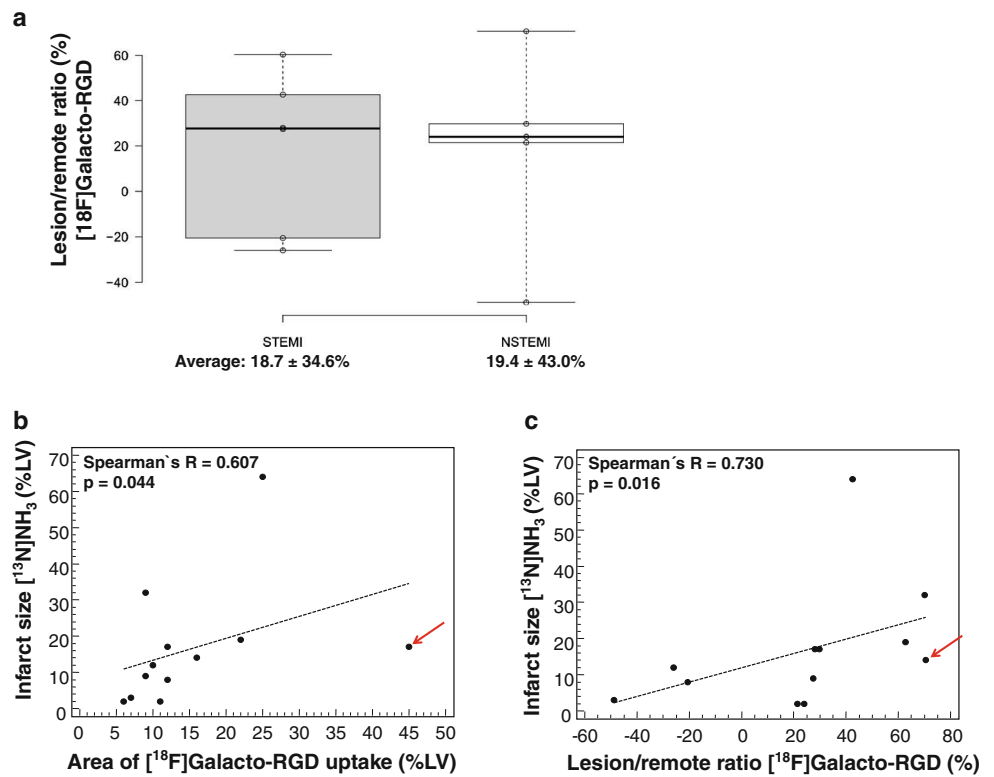 a
Lesion/remote ratio (%)
[18F]Galacto-RGD
60
40
20
0
−20
−40
STEMI
NSTEMI
Average: 18.7 ± 34.6%
19.4 ± 43.0%
b
Infarct size [¹³N]NH₃ (%LV)
Spearman`s R = 0.607
p = 0.044
70
60
50
40
30
20
10
0
0 5 10 15 20 25 30 35 40 45 50
Area of [¹⁸F]Galacto-RGD uptake (%LV)
c
Infarct size [¹³N]NH₃ (%LV)
Spearman´s R = 0.730
p = 0.016
70
60
50
40
30
20
10
0
-60 -40 -20 0 20 40 60 80
Lesion/remote ratio [¹⁸F]Galacto-RGD (%)